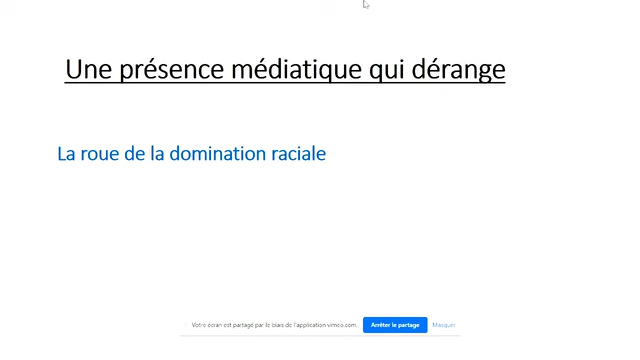 Une présence médiatique qui dérange
La roue de la domination raciale
Votre écran est partagé par le biais de l'application vimeo.com. Arrêter le partage Masquer